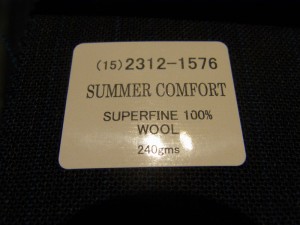 (15) 2312-1576
SUMMER COMFORT
SUPERFINE 100%
WOOL
240gms